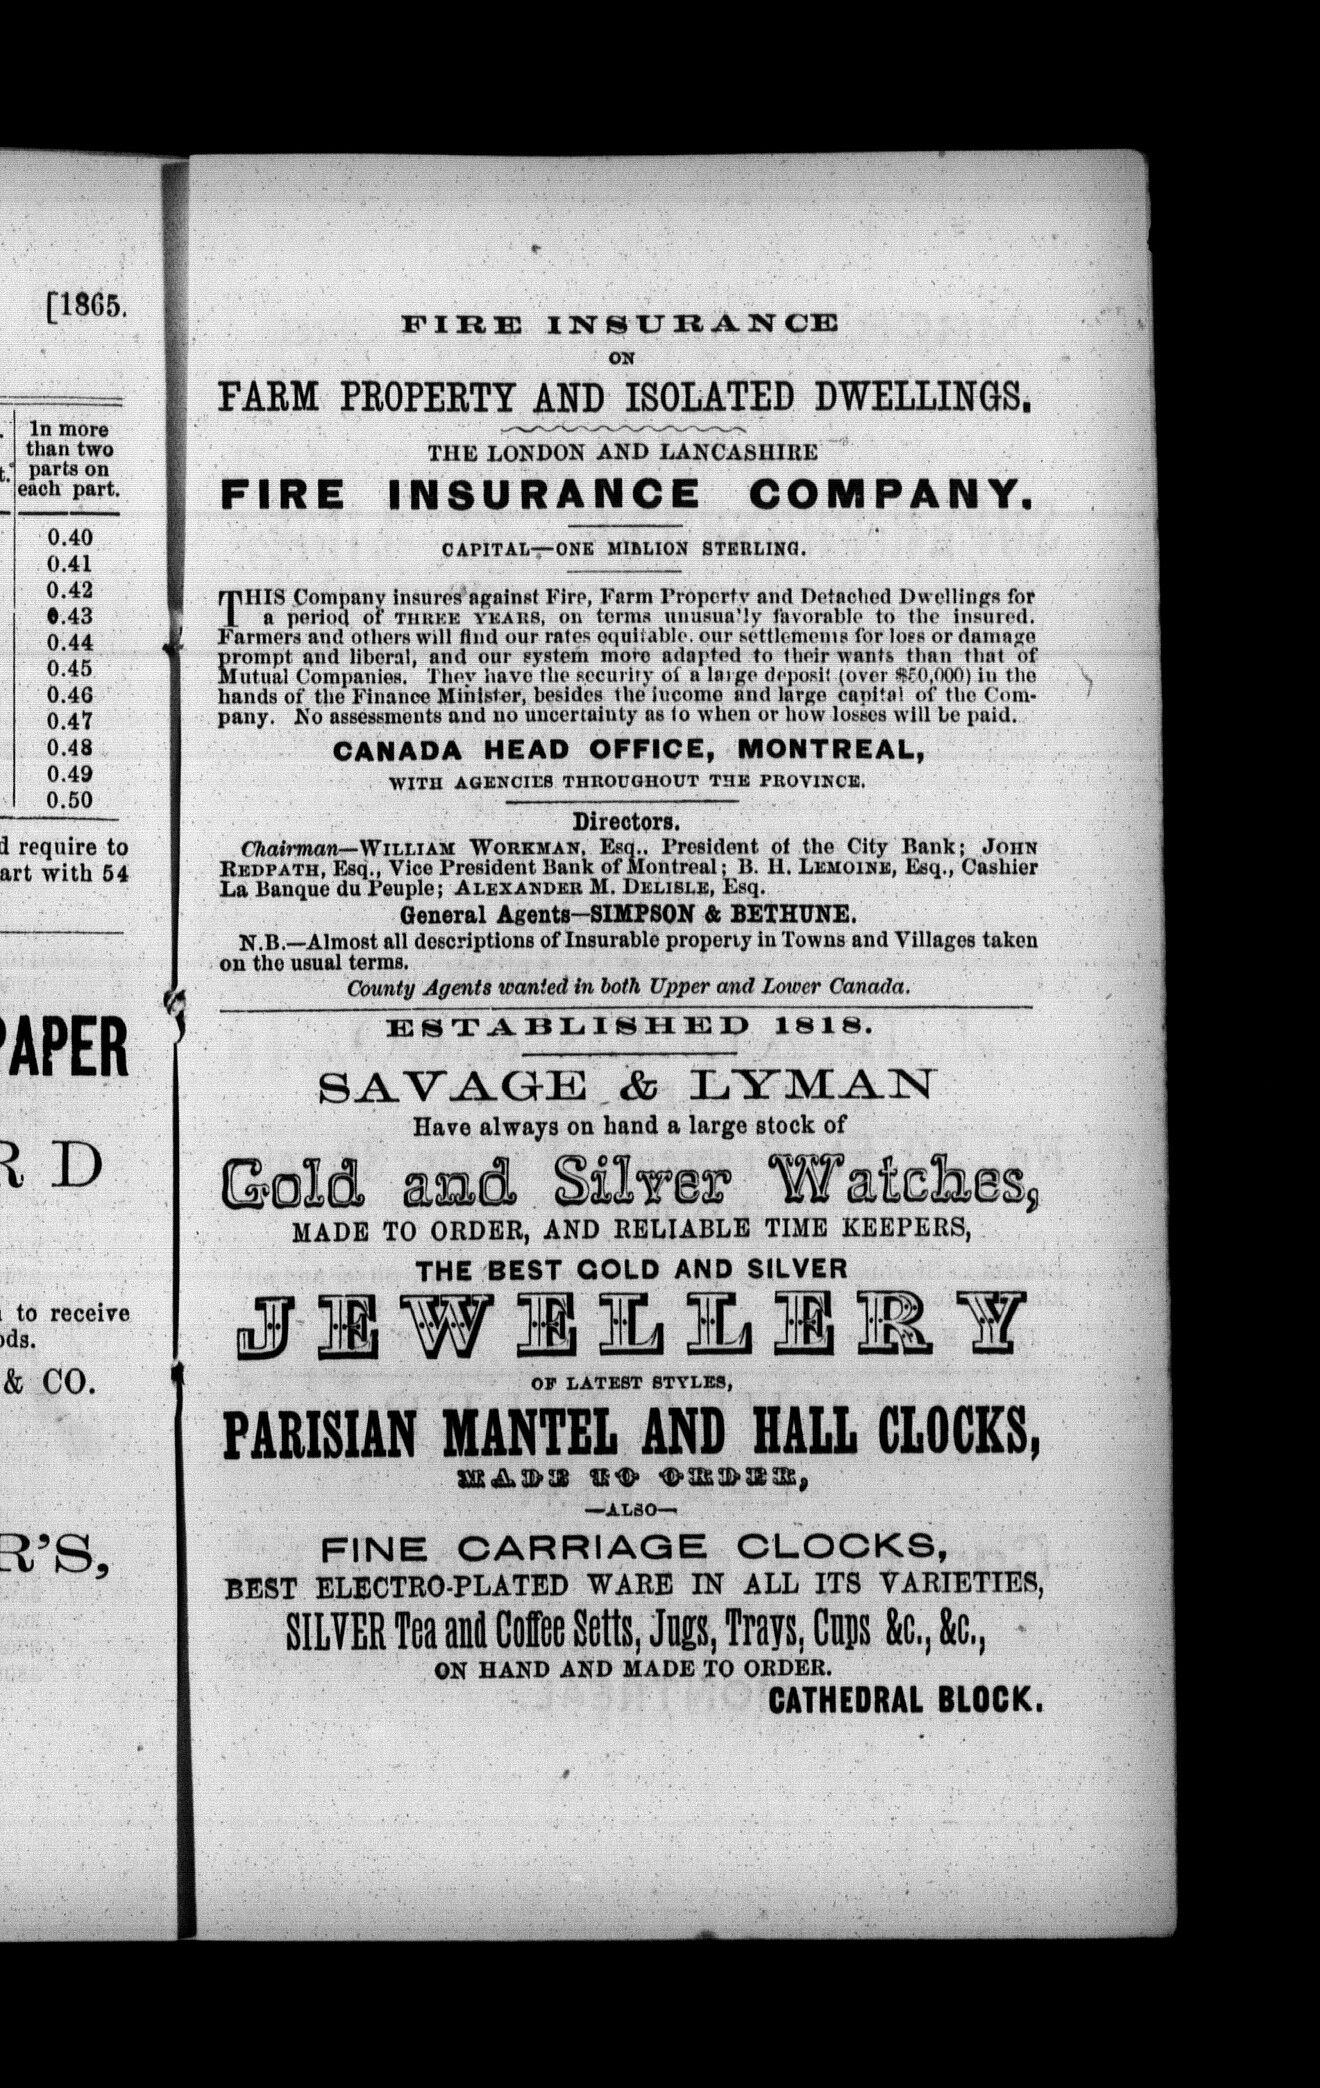 [1865.
In more
than two
parts on
each part.
0.40
0.41
0.42
0.43
0.44
0.45
0.46
0.47
0.48
0.49
0.50
require to
art with 54
PAPER
R D
to receive
ods.
& CO.
R'S,
FIRE INSURANCE
ON
FARM PROPERTY AND ISOLATED DWELLINGS.
THE LONDON AND LANCASHIRE
FIRE INSURANCE COMPANY.
CAPITAL—ONE MILLION STERLING.
THIS Company insures against Fire, Farm Property and Detached Dwellings for
a period of THREE YEARS, on terms unusually favorable to the insured.
Farmers and others will find our rates equitable, our settlements for loss or damage
prompt and liberal, and our system more adapted to their wants than that of
Mutual Companies. They have the security of a large deposit (over $50,000) in the
hands of the Finance Minister, besides the income and large capital of the Com-
pany. No assessments and no uncertainty as to when or how losses will be paid.
CANADA HEAD OFFICE, MONTREAL,
WITH AGENCIES THROUGHOUT THE PROVINCE.
Directors.
Chairman—WILLIAM WORKMAN, Esq., President of the City Bank; JOHN
REDPATH, Esq., Vice President Bank of Montreal; B. H. LEMOINE, Esq., Cashier
La Banque du Peuple; ALEXANDER M. DELISLE, Esq.
General Agents—SIMPSON & BETHUNE.
N.B.—Almost all descriptions of Insurable property in Towns and Villages taken
on the usual terms.
County Agents wanted in both Upper and Lower Canada.
ESTABLISHED 1818.
SAVAGE & LYMAN
Have always on hand a large stock of
Gold and Silver Watches,
MADE TO ORDER, AND RELIABLE TIME KEEPERS,
THE BEST GOLD AND SILVER
JEWELLERY
OF LATEST STYLES,
PARISIAN MANTEL AND HALL CLOCKS,
MADE TO ORDER,
—ALSO—
FINE CARRIAGE CLOCKS,
BEST ELECTRO-PLATED WARE IN ALL ITS VARIETIES,
SILVER Tea and Coffee Setts, Jugs, Trays, Cups &c., &c.,
ON HAND AND MADE TO ORDER.
CATHEDRAL BLOCK.